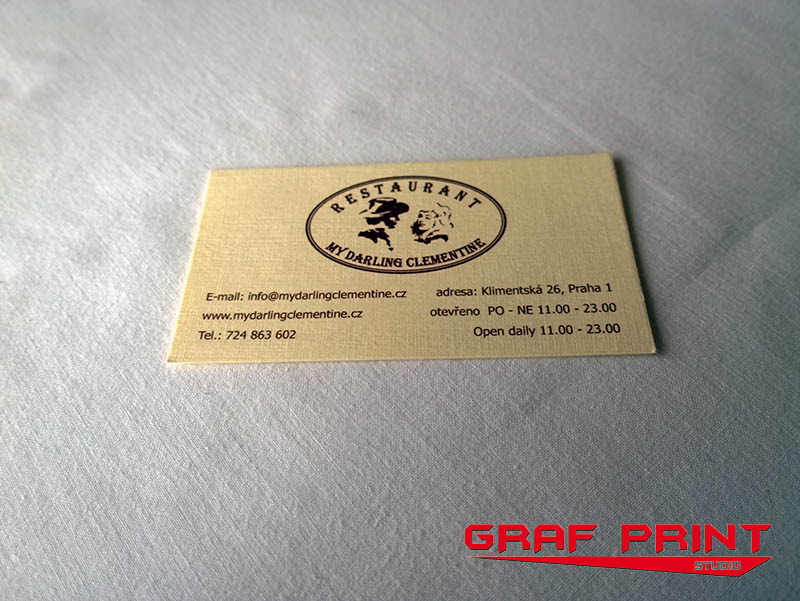 RESTAURANT
MY DARLING CLEMENTINE
E-mail: info@mydarlingclementine.cz
www.mydarlingclementine.cz
Tel.: 724 863 602
adresa: Klimentská 26, Praha 1
otevřeno PO - NE 11.00 - 23.00
Open daily 11.00 - 23.00
GRAF PRINT
STUDIO